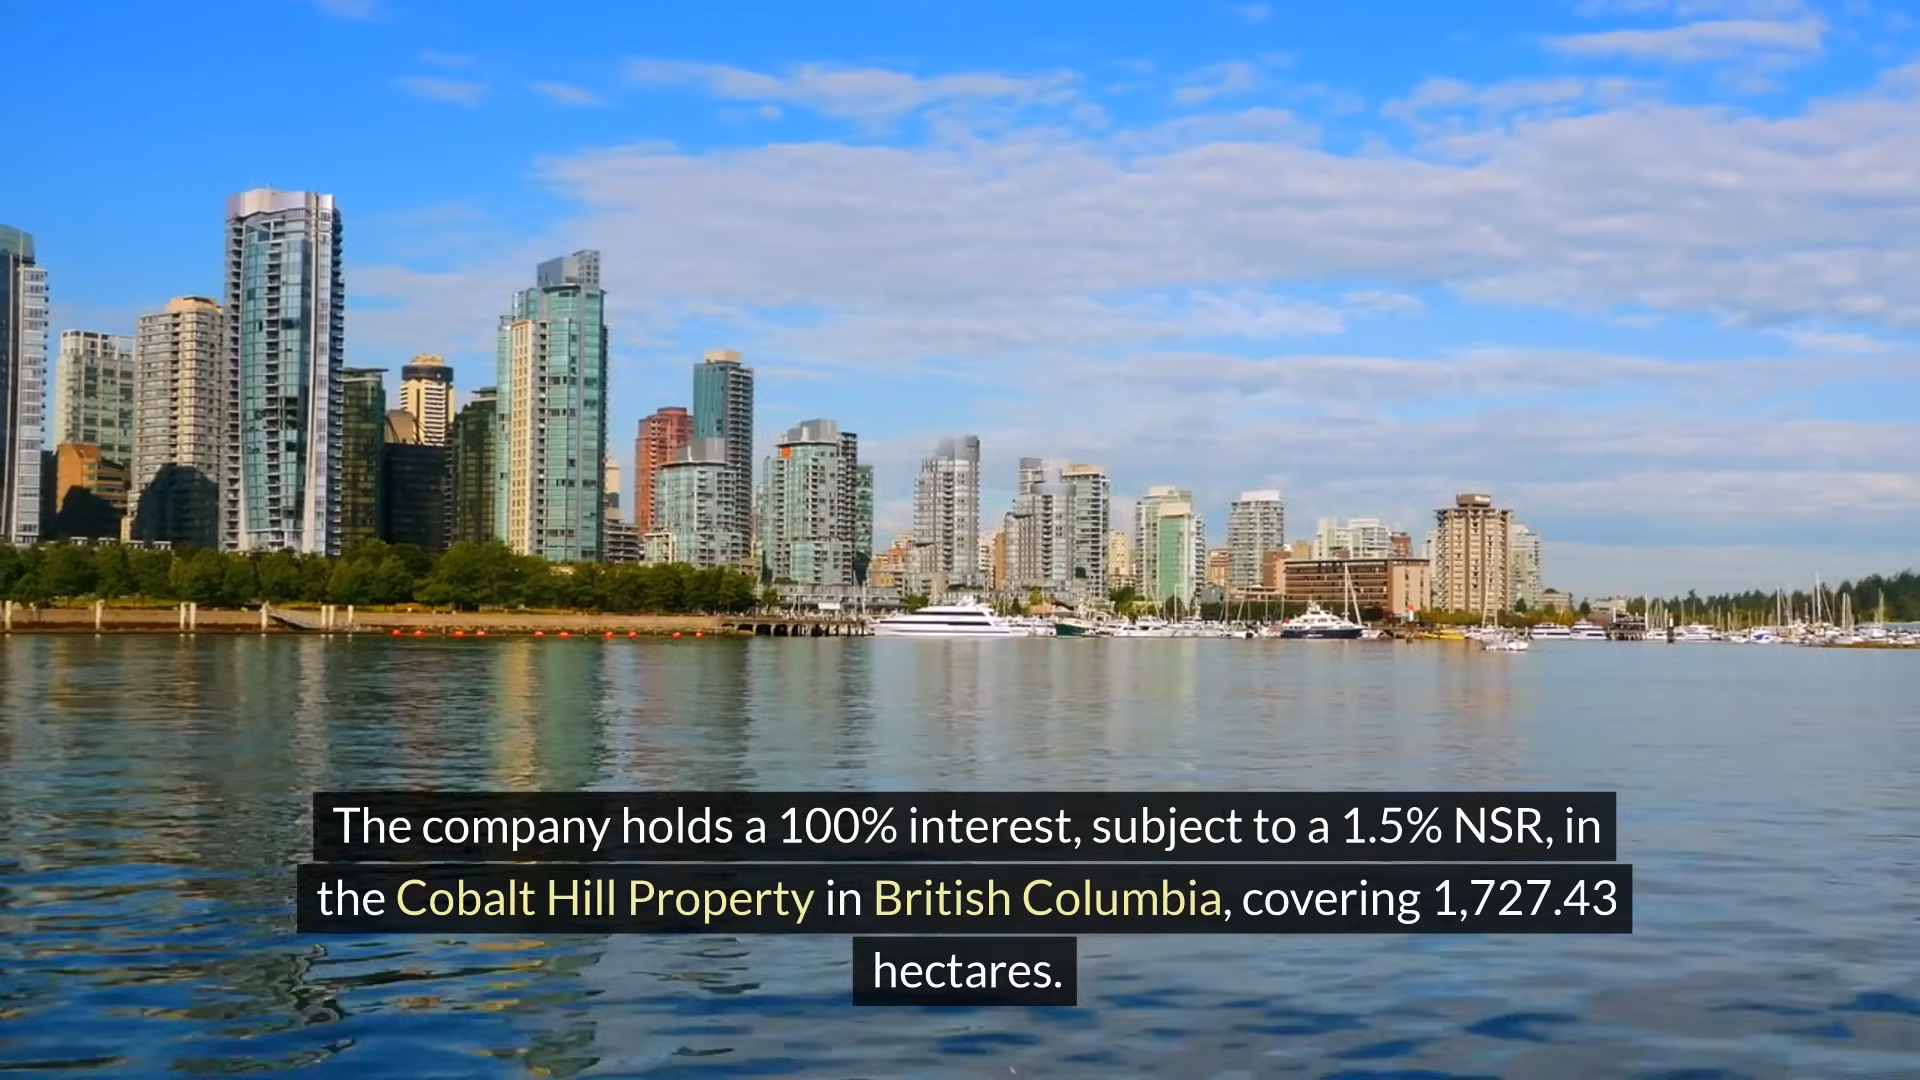 The company holds a 100% interest, subject to a 1.5% NSR, in
the Cobalt Hill Property in British Columbia, covering 1,727.43
hectares.